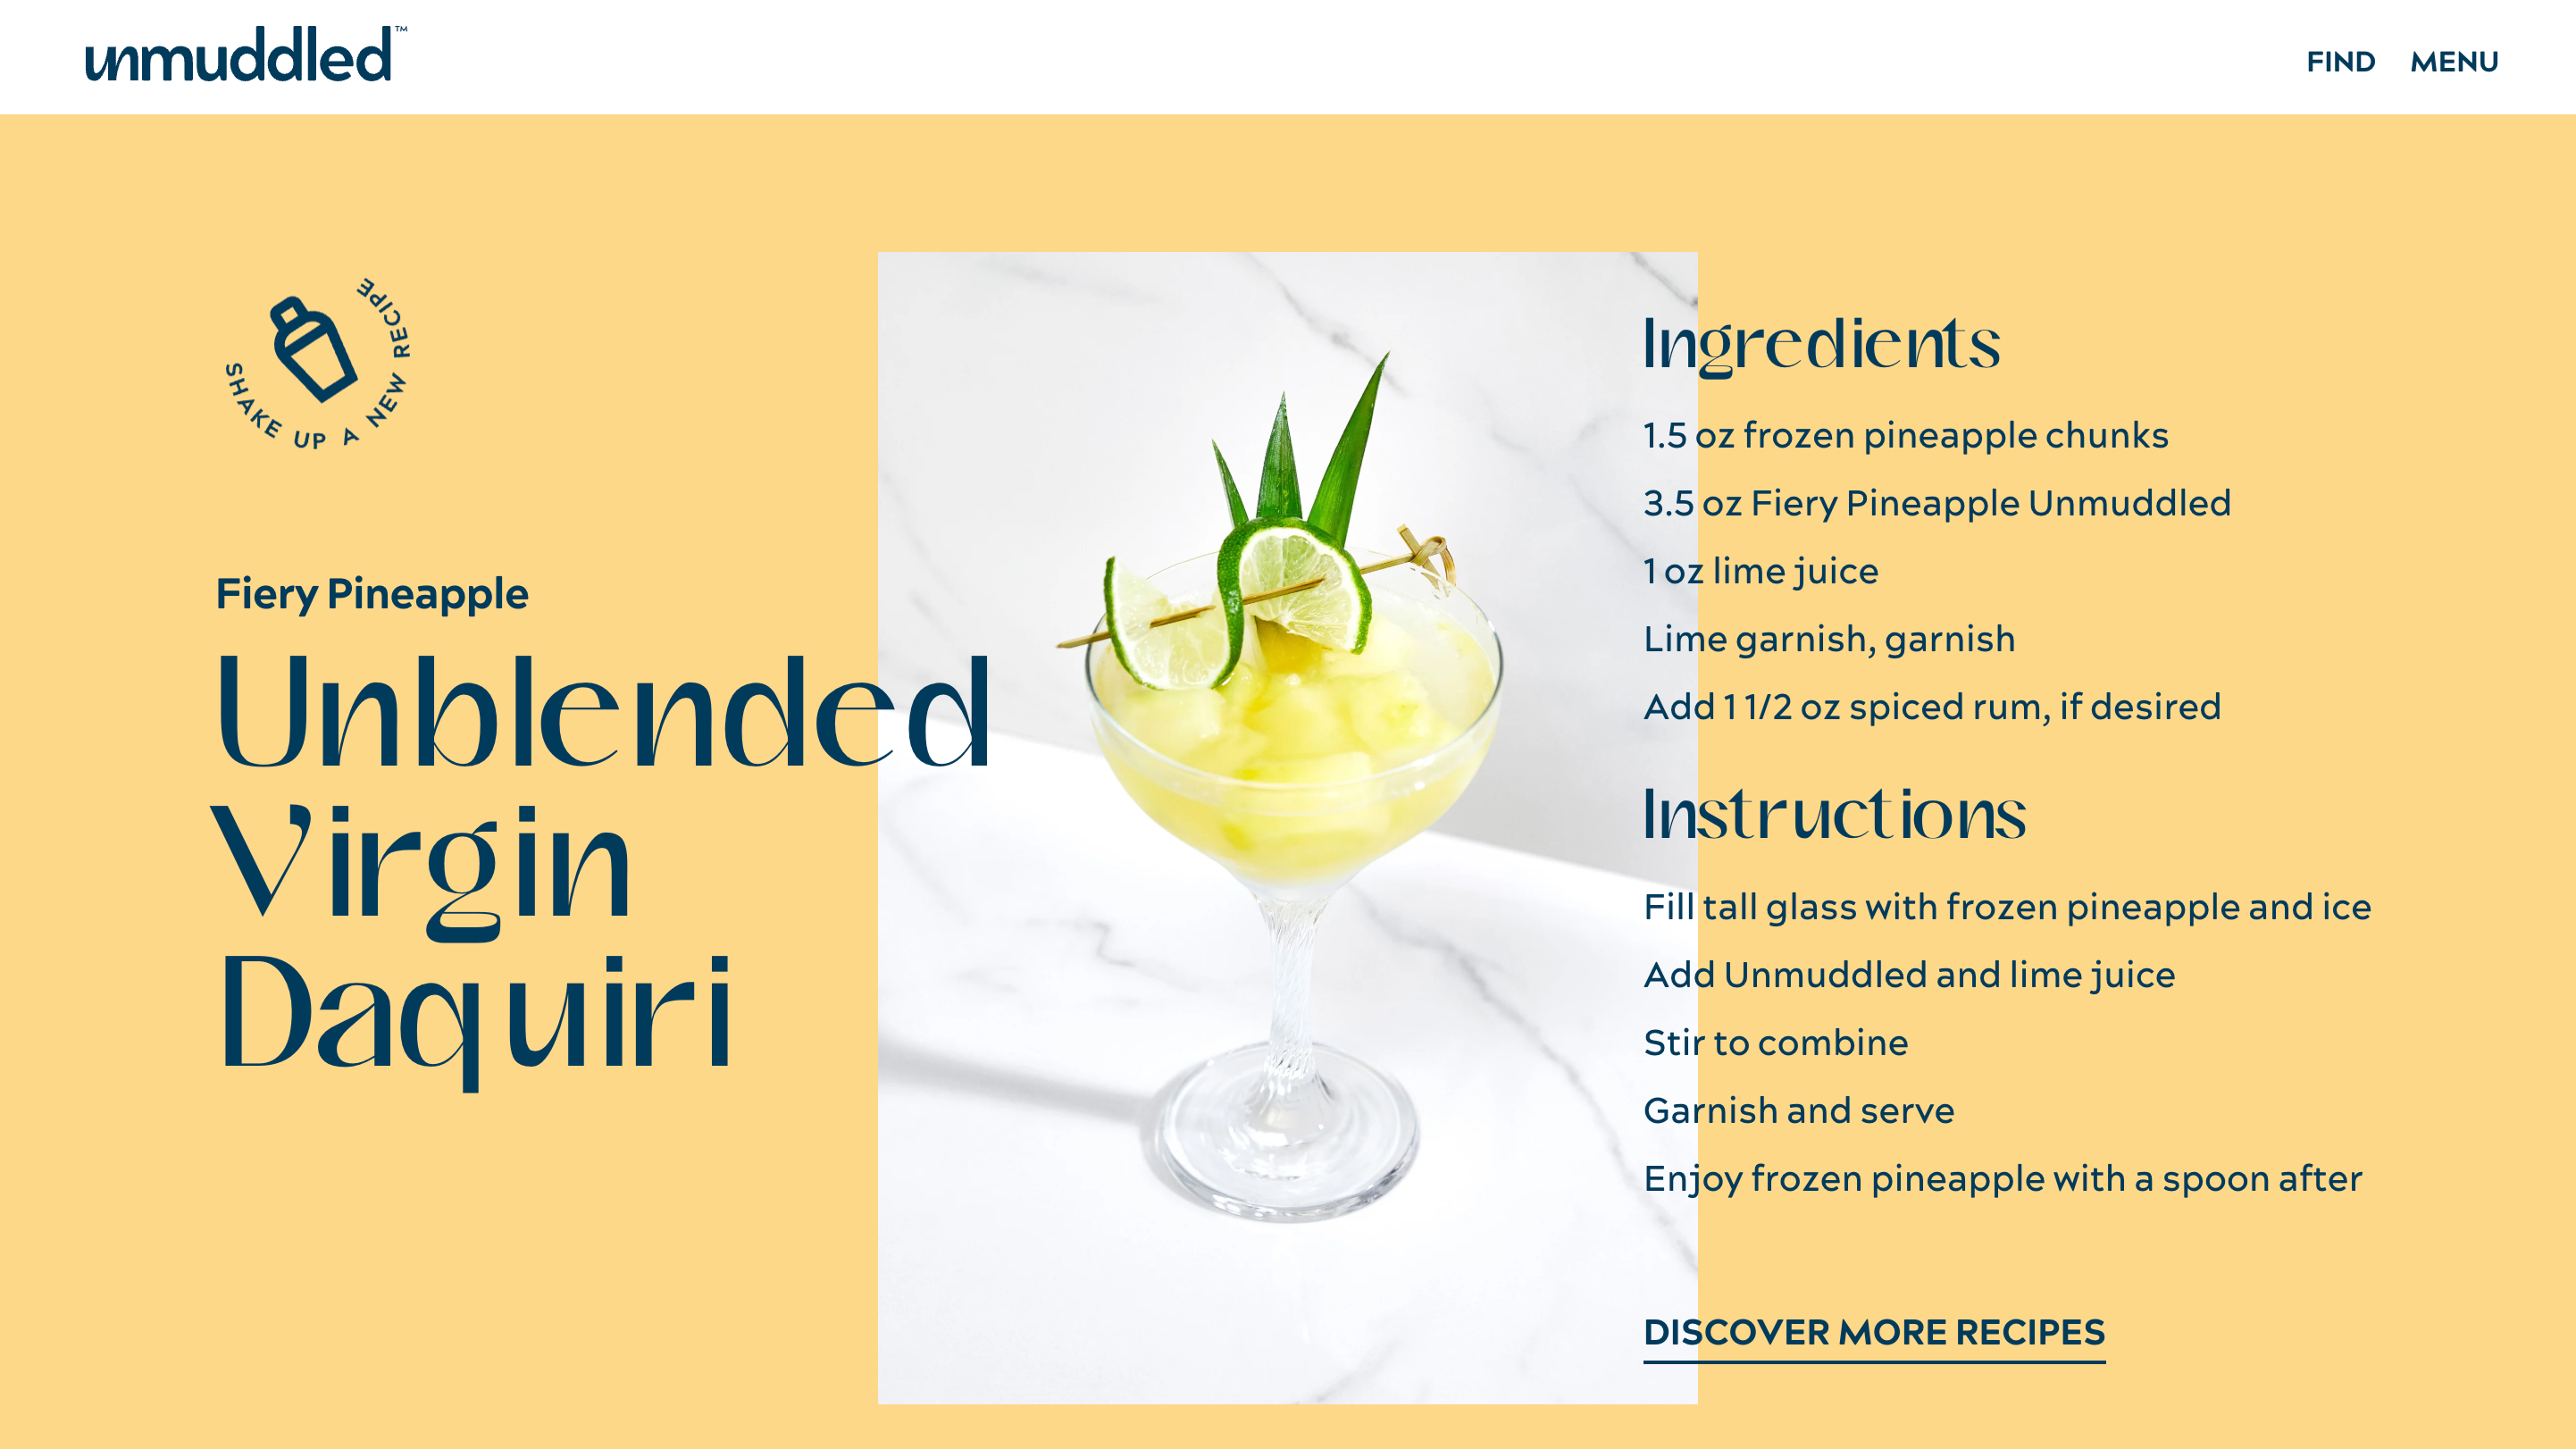 unmuddled™
FIND MENU
SHAKE UP A NEW RECIPE
Fiery Pineapple
Unblended
Virgin
Daquiri
Ingredients
1.5 oz frozen pineapple chunks
3.5 oz Fiery Pineapple Unmuddled
1 oz lime juice
Lime garnish, garnish
Add 1 1/2 oz spiced rum, if desired
Instructions
Fill tall glass with frozen pineapple and ice
Add Unmuddled and lime juice
Stir to combine
Garnish and serve
Enjoy frozen pineapple with a spoon after
DISCOVER MORE RECIPES